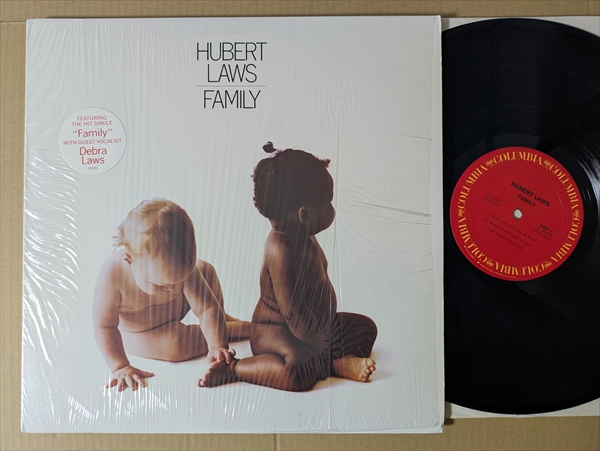 HUBERT
LAWS
FAMILY
FEATURING
THE HIT SINGLE
"Family"
WITH GUEST VOCALIST
Debra
Laws
COLUMBIA
HUBERT LAWS
FAMILY